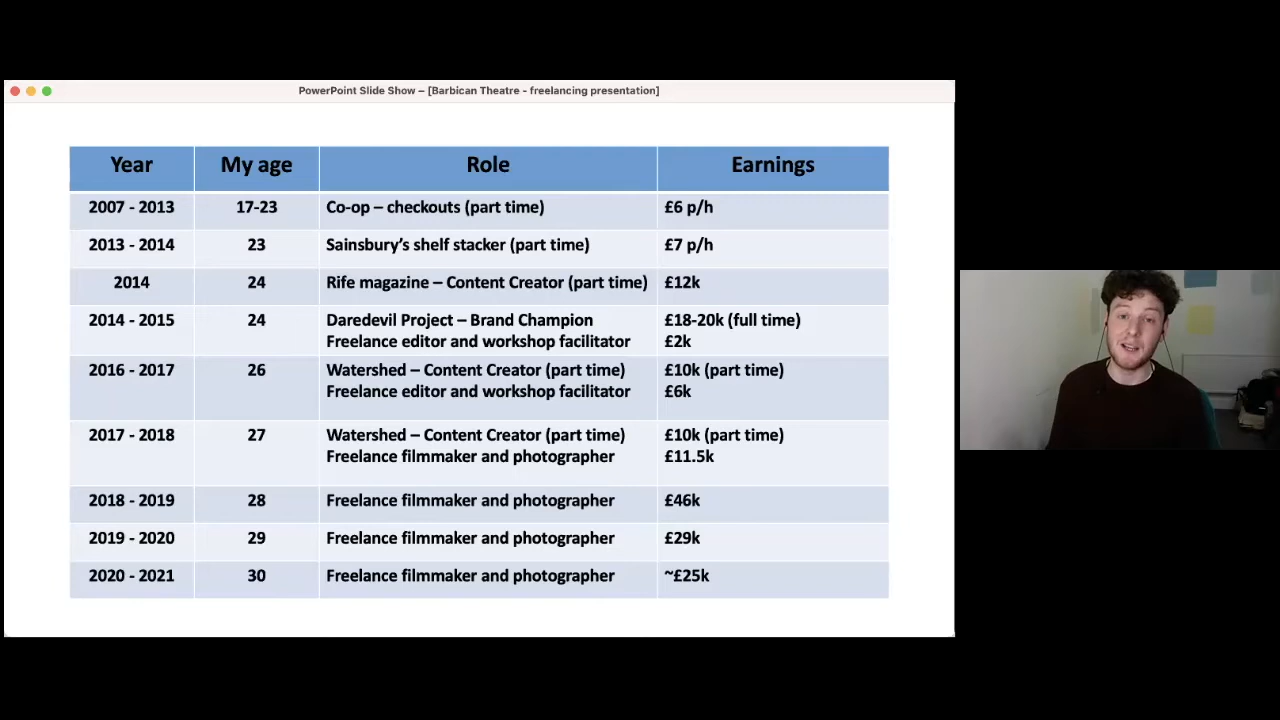 PowerPoint Slide Show – [Barbican Theatre - freelancing presentation]
Year My age Role Earnings
2007 - 2013 17-23 Co-op – checkouts (part time) £6 p/h
2013 - 2014 23 Sainsbury’s shelf stacker (part time) £7 p/h
2014 24 Rife magazine – Content Creator (part time) £12k
2014 - 2015 24 Daredevil Project – Brand Champion £18-20k (full time)
Freelance editor and workshop facilitator £2k
2016 - 2017 26 Watershed – Content Creator (part time) £10k (part time)
Freelance editor and workshop facilitator £6k
2017 - 2018 27 Watershed – Content Creator (part time) £10k (part time)
Freelance filmmaker and photographer £11.5k
2018 - 2019 28 Freelance filmmaker and photographer £46k
2019 - 2020 29 Freelance filmmaker and photographer £29k
2020 - 2021 30 Freelance filmmaker and photographer ~£25k